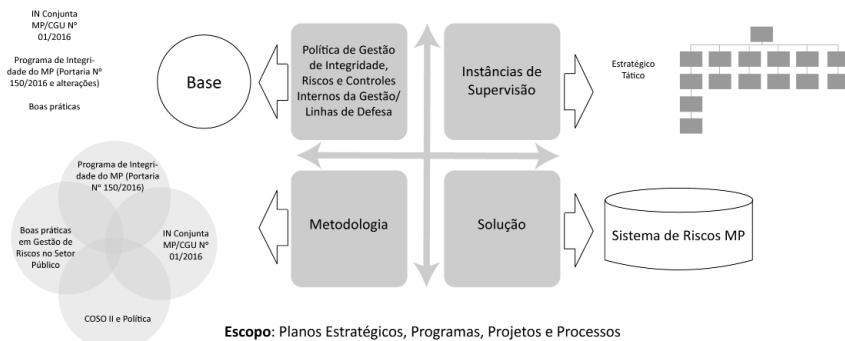 IN Conjunta
MP/CGU Nº
01/2016
Programa de Integri-
dade do MP (Portaria Nº
150/2016 e alterações)
Boas práticas
Base
Política de Gestão
de Integridade,
Riscos e Controles
Internos da Gestão/
Linhas de Defesa
Instâncias de
Supervisão
Estratégico
Tático
Programa de Integri-
dade do MP (Portaria
Nº 150/2016)
Boas práticas
em Gestão de
Riscos no Setor
Público
IN Conjunta
MP/CGU Nº
01/2016
COSO II e Política
Metodologia
Solução
Sistema de Riscos MP
Escopo: Planos Estratégicos, Programas, Projetos e Processos